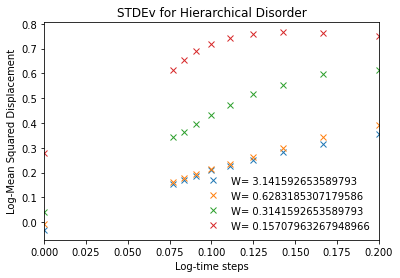 STDEv for Hierarchical Disorder
Log-Mean Squared Displacement
0.8
0.7
0.6
0.5
0.4
0.3
0.2
0.1
0.0
W= 3.141592653589793
W= 0.6283185307179586
W= 0.3141592653589793
W= 0.15707963267948966
0.000 0.025 0.050 0.075 0.100 0.125 0.150 0.175 0.200
Log-time steps